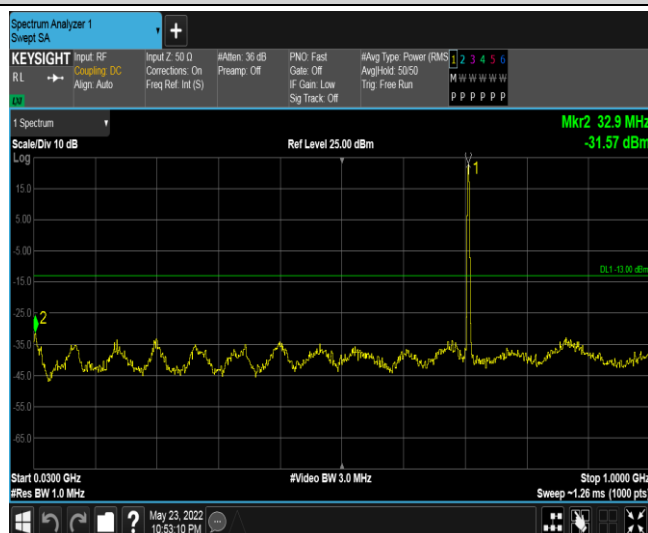 Spectrum Analyzer 1
Swept SA
+
KEYSIGHT Input: RF Input Z: 50 Ω #Atten: 36 dB PNO: Fast #Avg Type: Power (RMS 1 2 3 4 5 6
RL Coupling: DC Corrections: On Preamp: Off Gate: Off Avg|Hold: 50/50 M W W W W W
Align: Auto Freq Ref: Int (S) IF Gain: Low Trig: Free Run
Sig Track: Off P P P P P P
LXI
1 Spectrum Mkr2 32.9 MHz
Scale/Div 10 dB Ref Level 25.00 dBm -31.57 dBm
Log
1
15.0
5.00
-5.00
DL1 -13.00 dBm
-15.0
-25.0
2
-35.0
-45.0
-55.0
-65.0
Start 0.0300 GHz #Video BW 3.0 MHz Stop 1.0000 GHz
#Res BW 1.0 MHz Sweep ~1.26 ms (1000 pts)
? May 23, 2022
10:53:10 PM